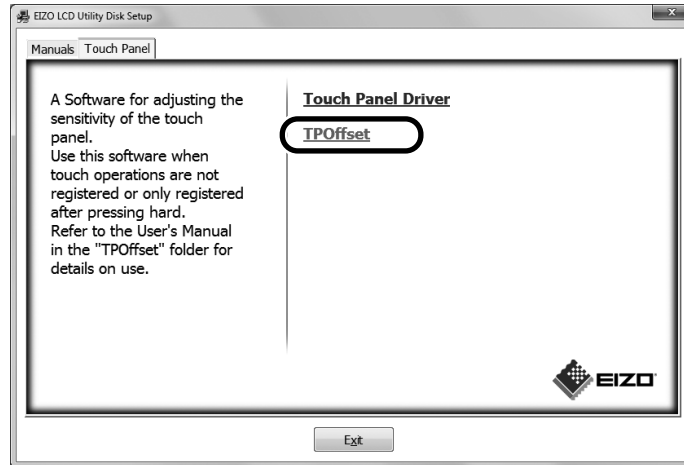 EIZO LCD Utility Disk Setup
Manuals Touch Panel
A Software for adjusting the
sensitivity of the touch
panel.
Use this software when
touch operations are not
registered or only registered
after pressing hard.
Refer to the User's Manual
in the "TPOffset" folder for
details on use.
Touch Panel Driver
TPOffset
EIZO
Exit